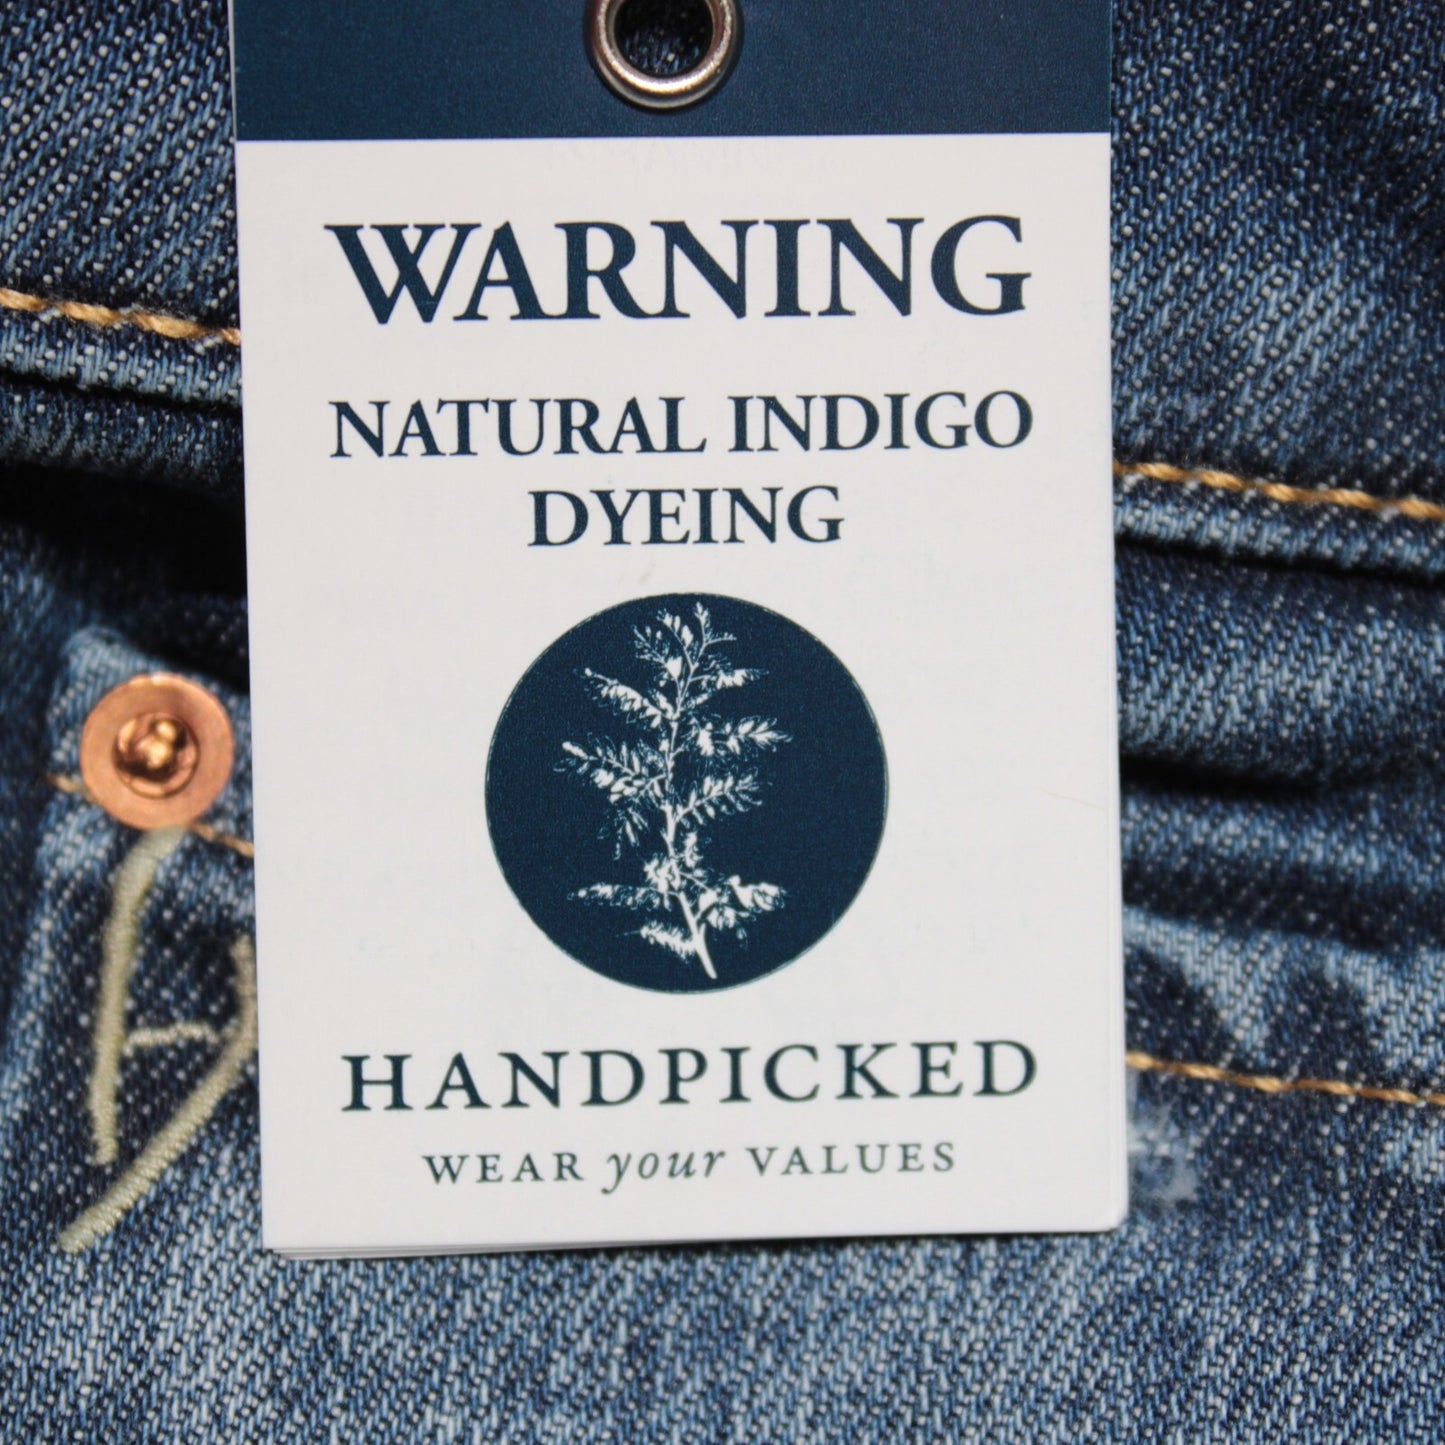 WARNING
NATURAL INDIGO
DYEING
HANDPICKED
WEAR your VALUES